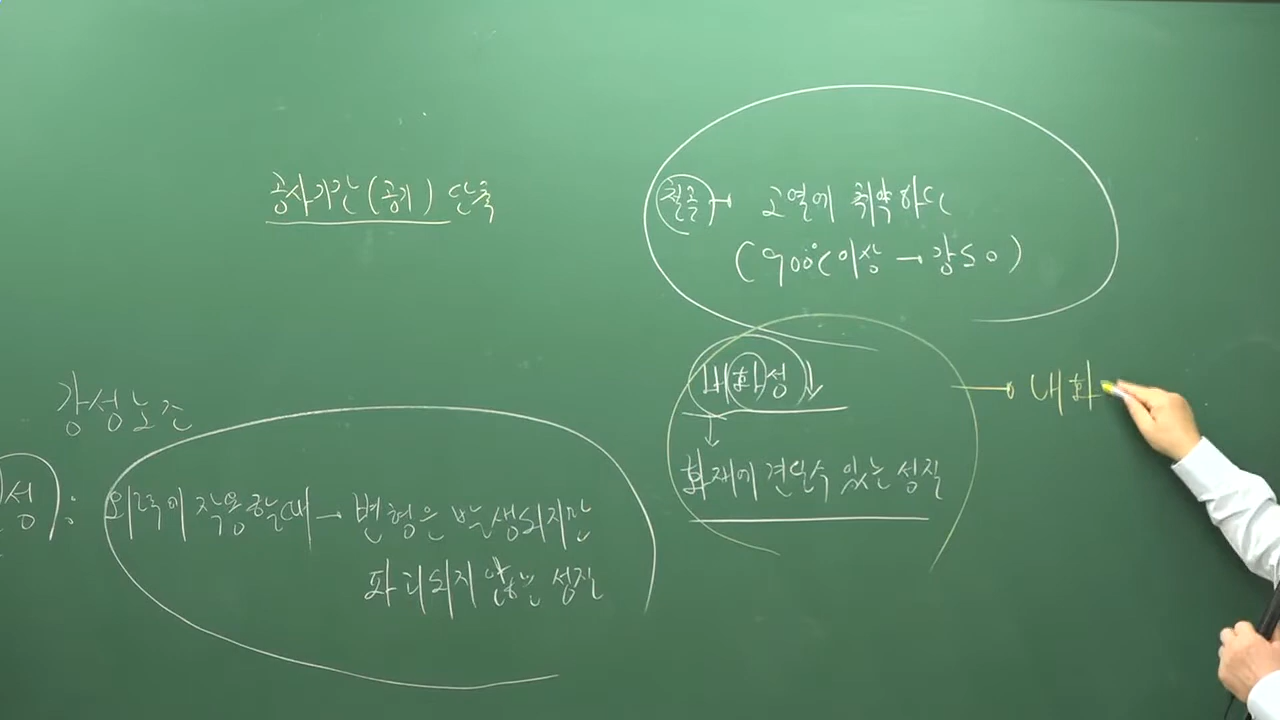 공사기간(공기) 단축
철골 → 고열에 취약하다
(900℃ 이상 → 강도 0)
내화성 ↓
↓
화재에 견딜수 있는 성질
→ 내화
강성노즈
성 : 외력이 작용할때 → 변형은 발생되지만
파괴되지 않는 성질